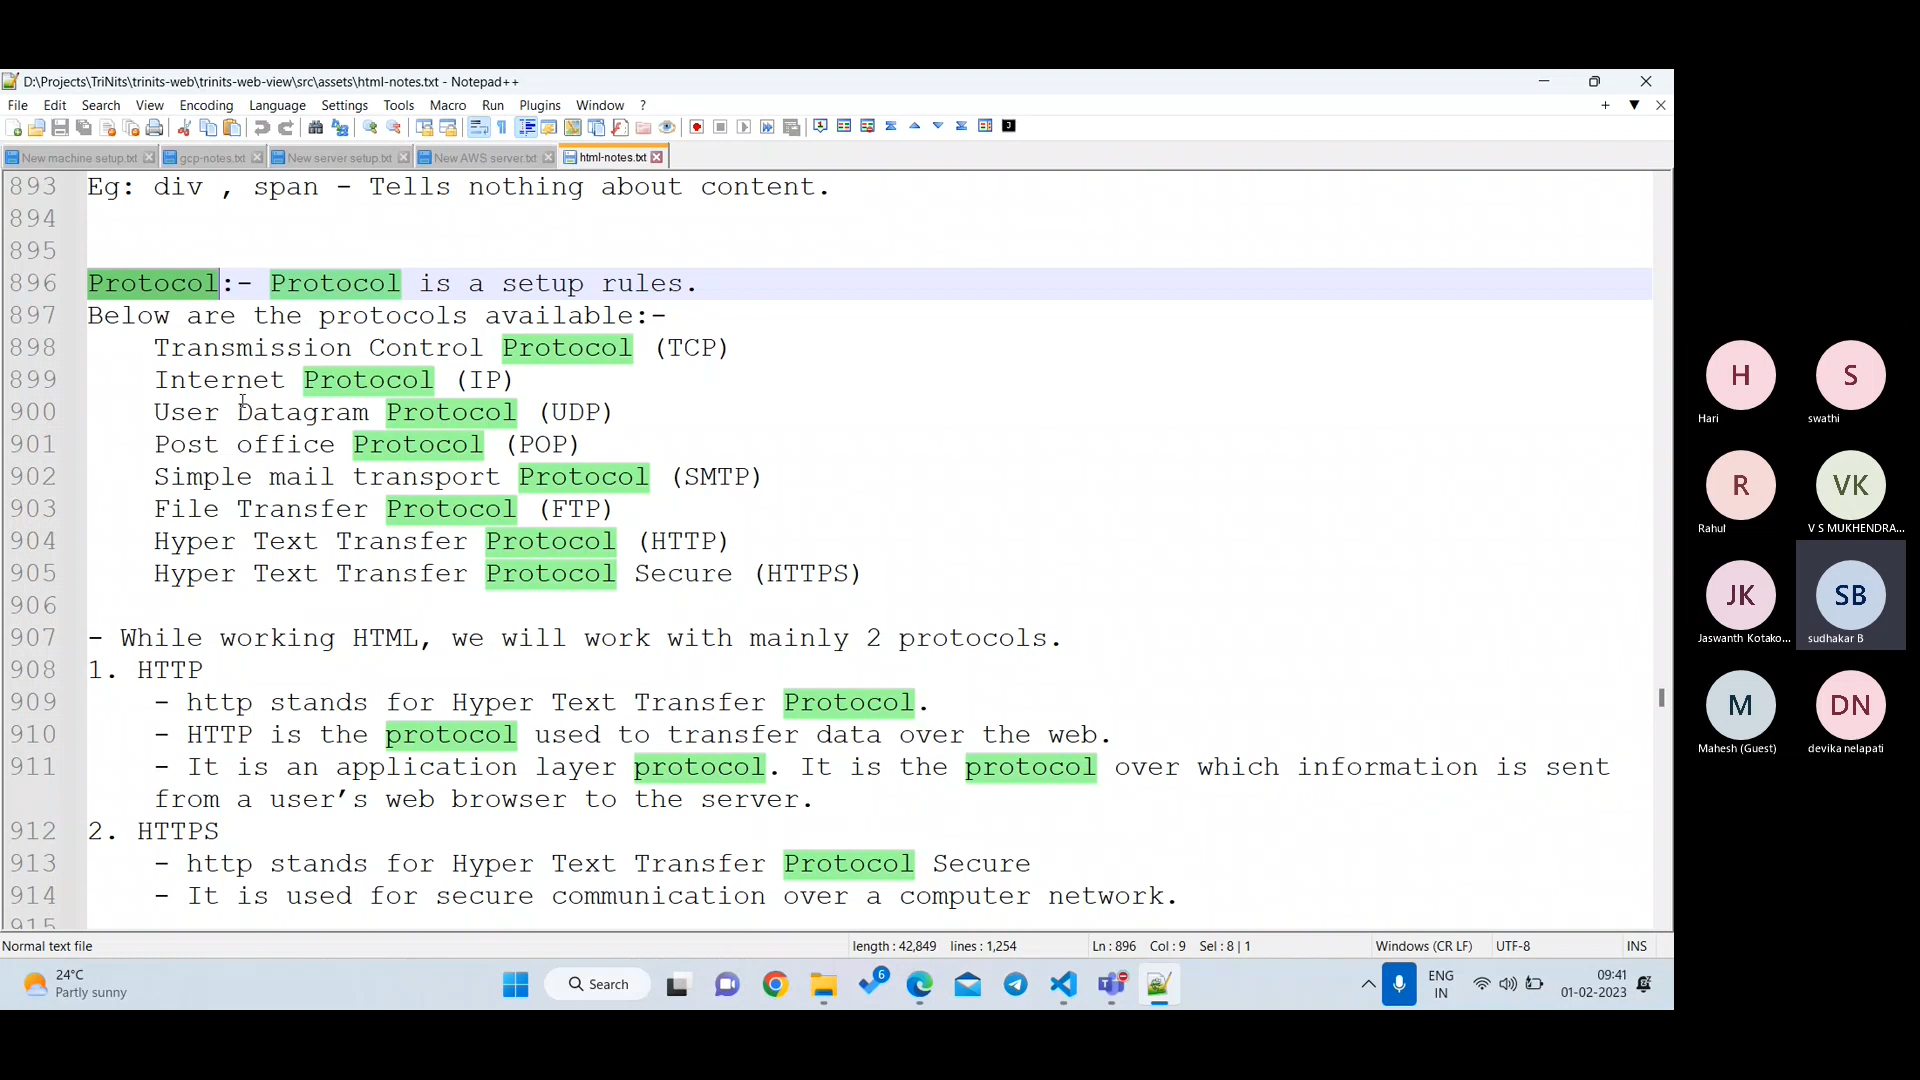 D:\Projects\TriNits\trinits-web\trinits-web-view\src\assets\html-notes.txt - Notepad++
File Edit Search View Encoding Language Settings Tools Macro Run Plugins Window ?
New machine setup.txt gcp-notes.txt New server setup.txt New AWS server.txt html-notes.txt
893 Eg: div , span - Tells nothing about content.
894
895
896 Protocol:- Protocol is a setup rules.
897 Below are the protocols available:-
898 Transmission Control Protocol (TCP)
899 Internet Protocol (IP)
900 User Datagram Protocol (UDP)
901 Post office Protocol (POP)
902 Simple mail transport Protocol (SMTP)
903 File Transfer Protocol (FTP)
904 Hyper Text Transfer Protocol (HTTP)
905 Hyper Text Transfer Protocol Secure (HTTPS)
906
907 - While working HTML, we will work with mainly 2 protocols.
908 1. HTTP
909 - http stands for Hyper Text Transfer Protocol.
910 - HTTP is the protocol used to transfer data over the web.
911 - It is an application layer protocol. It is the protocol over which information is sent
from a user’s web browser to the server.
912 2. HTTPS
913 - http stands for Hyper Text Transfer Protocol Secure
914 - It is used for secure communication over a computer network.
915
Normal text file length : 42,849 lines : 1,254 Ln : 896 Col : 9 Sel : 8 | 1 Windows (CR LF) UTF-8 INS
24°C
Partly sunny
Search
6
ENG
IN
09:41
01-02-2023
H
Hari
S
swathi
R
Rahul
VK
V S MUKHENDRA...
JK
Jaswanth Kotako...
SB
sudhakar B
M
Mahesh (Guest)
DN
devika nelapati